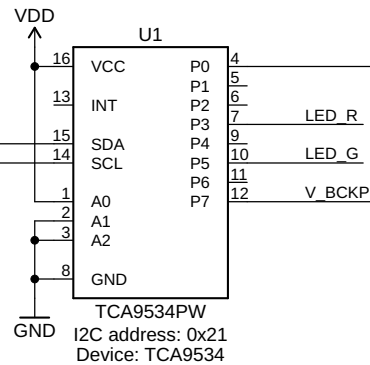 VDD
U1
16 VCC P0 4
P1 5
13 INT P2 6
P3 7 LED_R
15 SDA P4 9
14 SCL P5 10 LED_G
P6 11
1 A0 P7 12 V_BCKP
2 A1
3 A2
8 GND
GND
TCA9534PW
I2C address: 0x21
Device: TCA9534